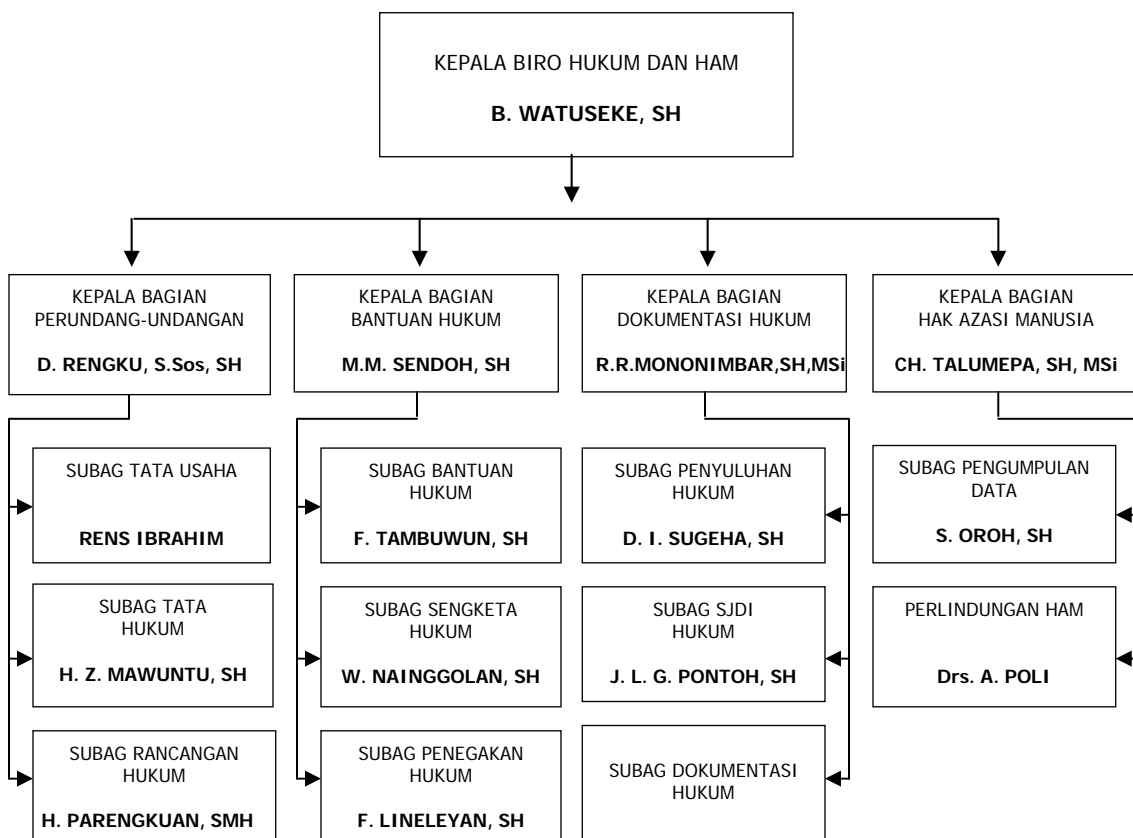 KEPALA BIRO HUKUM DAN HAM
B. WATUSEKE, SH
KEPALA BAGIAN
PERUNDANG-UNDANGAN
D. RENGKU, S.Sos, SH
KEPALA BAGIAN
BANTUAN HUKUM
M.M. SENDOH, SH
KEPALA BAGIAN
DOKUMENTASI HUKUM
R.R.MONONIMBAR,SH,MSi
KEPALA BAGIAN
HAK AZASI MANUSIA
CH. TALUMEPA, SH, MSi
SUBAG TATA USAHA
RENS IBRAHIM
SUBAG BANTUAN
HUKUM
F. TAMBUWUN, SH
SUBAG PENYULUHAN
HUKUM
D. I. SUGEHA, SH
SUBAG PENGUMPULAN
DATA
S. OROH, SH
SUBAG TATA
HUKUM
H. Z. MAWUNTU, SH
SUBAG SENGKETA
HUKUM
W. NAINGGOLAN, SH
SUBAG SJDI
HUKUM
J. L. G. PONTOH, SH
PERLINDUNGAN HAM
Drs. A. POLI
SUBAG RANCANGAN
HUKUM
H. PARENGKUAN, SMH
SUBAG PENEGAKAN
HUKUM
F. LINELEYAN, SH
SUBAG DOKUMENTASI
HUKUM